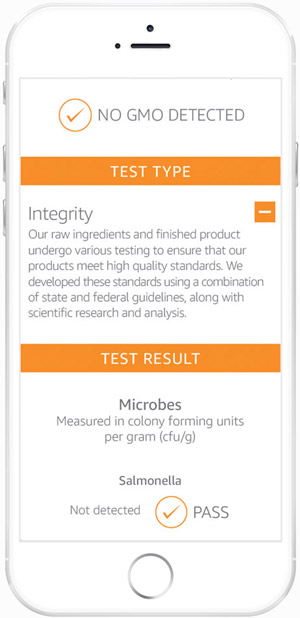 NO GMO DETECTED
TEST TYPE
Integrity
Our raw ingredients and finished product
undergo various testing to ensure that our
products meet high quality standards. We
developed these standards using a combination
of state and federal guidelines, along with
scientific research and analysis.
TEST RESULT
Microbes
Measured in colony forming units
per gram (cfu/g)
Salmonella
Not detected PASS